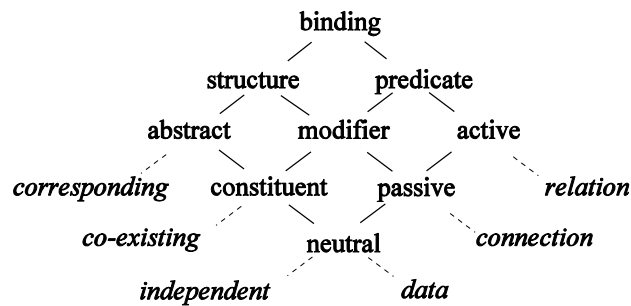 binding
structure predicate
abstract modifier active
corresponding constituent passive relation
co-existing neutral connection
independent data